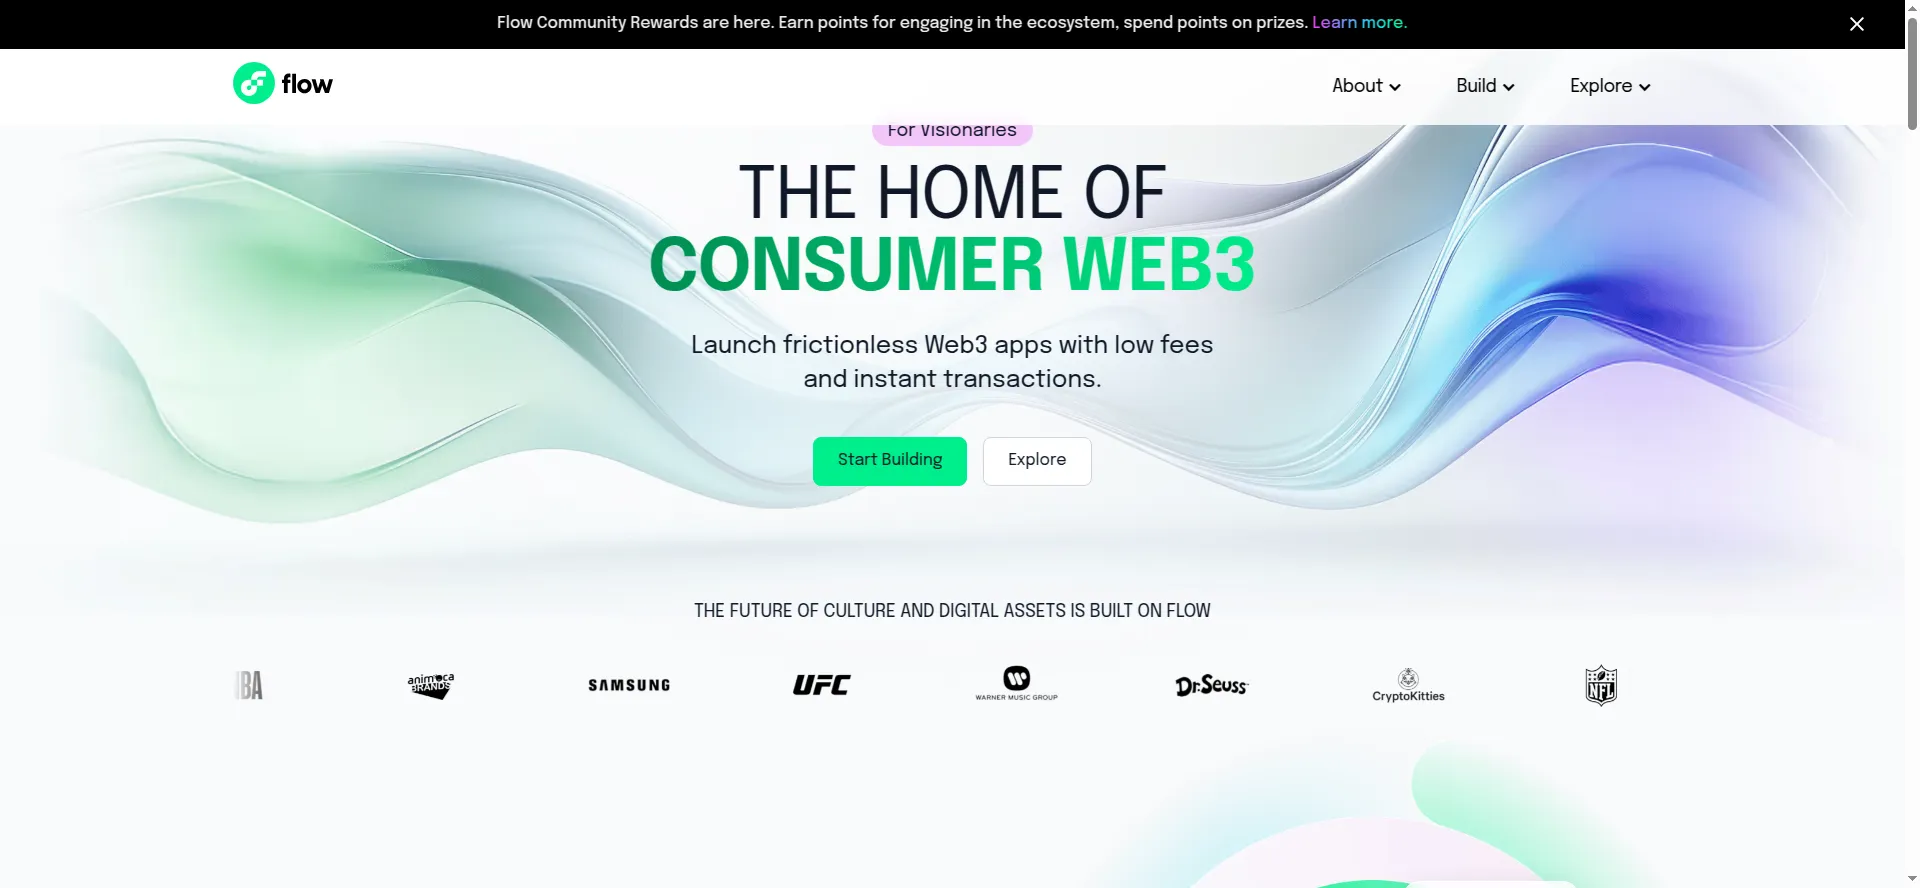 Flow Community Rewards are here. Earn points for engaging in the ecosystem, spend points on prizes. Learn more.
flow
About
Build
Explore
For Visionaries
THE HOME OF
CONSUMER WEB3
Launch frictionless Web3 apps with low fees
and instant transactions.
Start Building
Explore
THE FUTURE OF CULTURE AND DIGITAL ASSETS IS BUILT ON FLOW
BA
animoca
BRANDS
SAMSUNG
UFC
WARNER MUSIC GROUP
Dr. Seuss
CryptoKitties
NFL